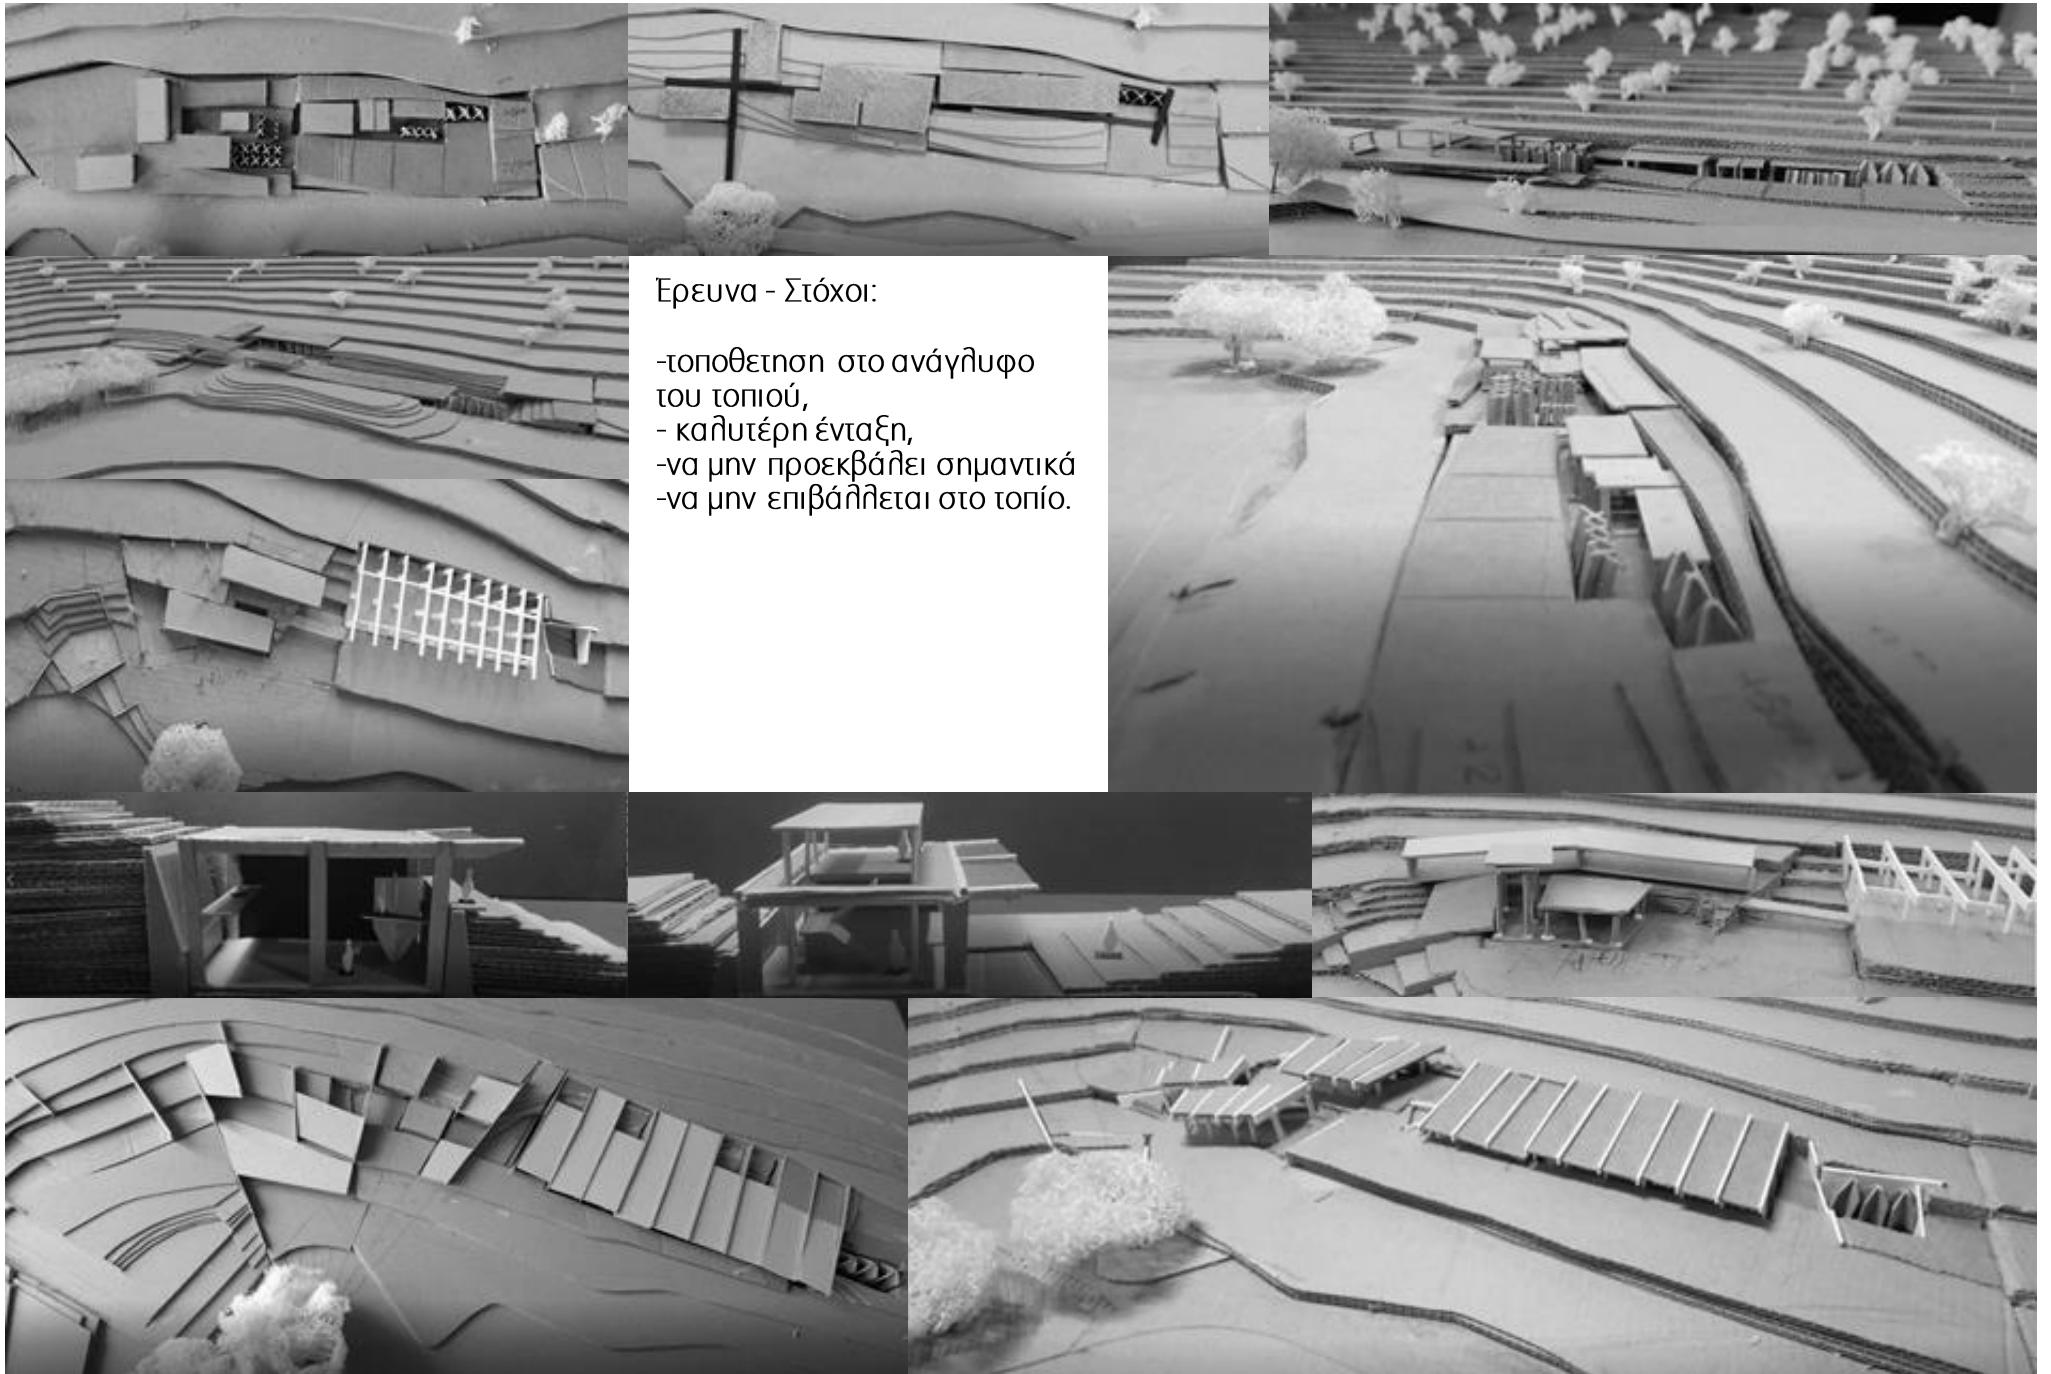 Έρευνα - Στόχοι:
-τοποθετηση στο ανάγλυφο
του τοπιού,
- καλυτέρη ένταξη,
-να μην προεκβάλει σημαντικά
-να μην επιβάλλεται στο τοπίο.